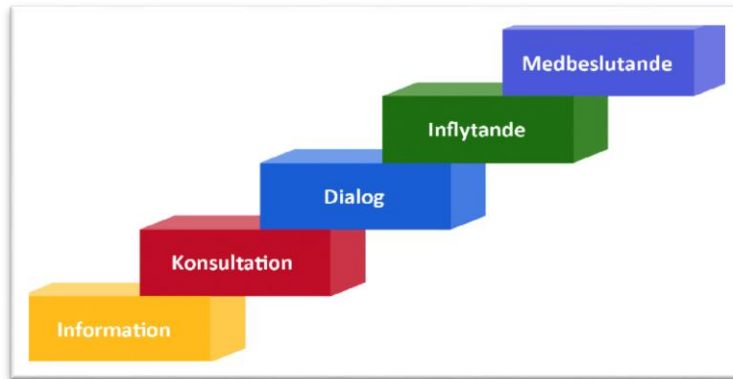 Medbeslutande
Inflytande
Dialog
Konsultation
Information